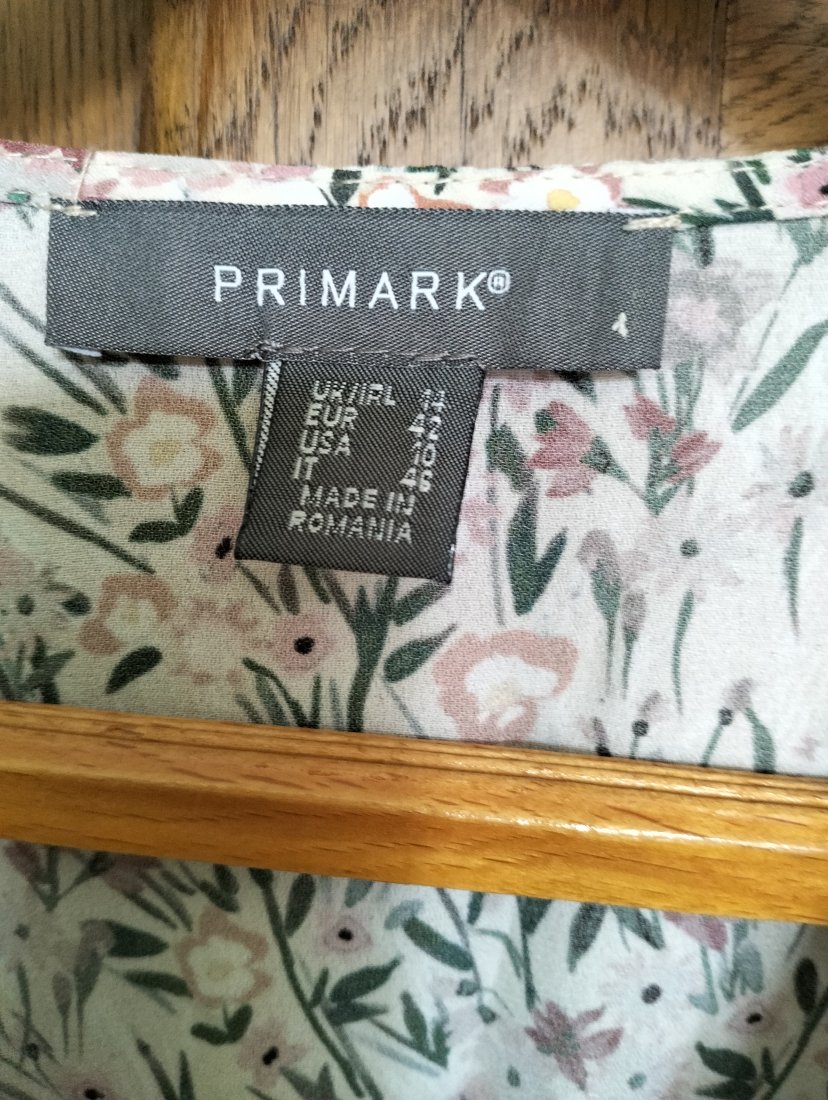 PRIMARK®
UK/IRL 14
EUR 42
USA 10
IT 46
MADE IN
ROMANIA